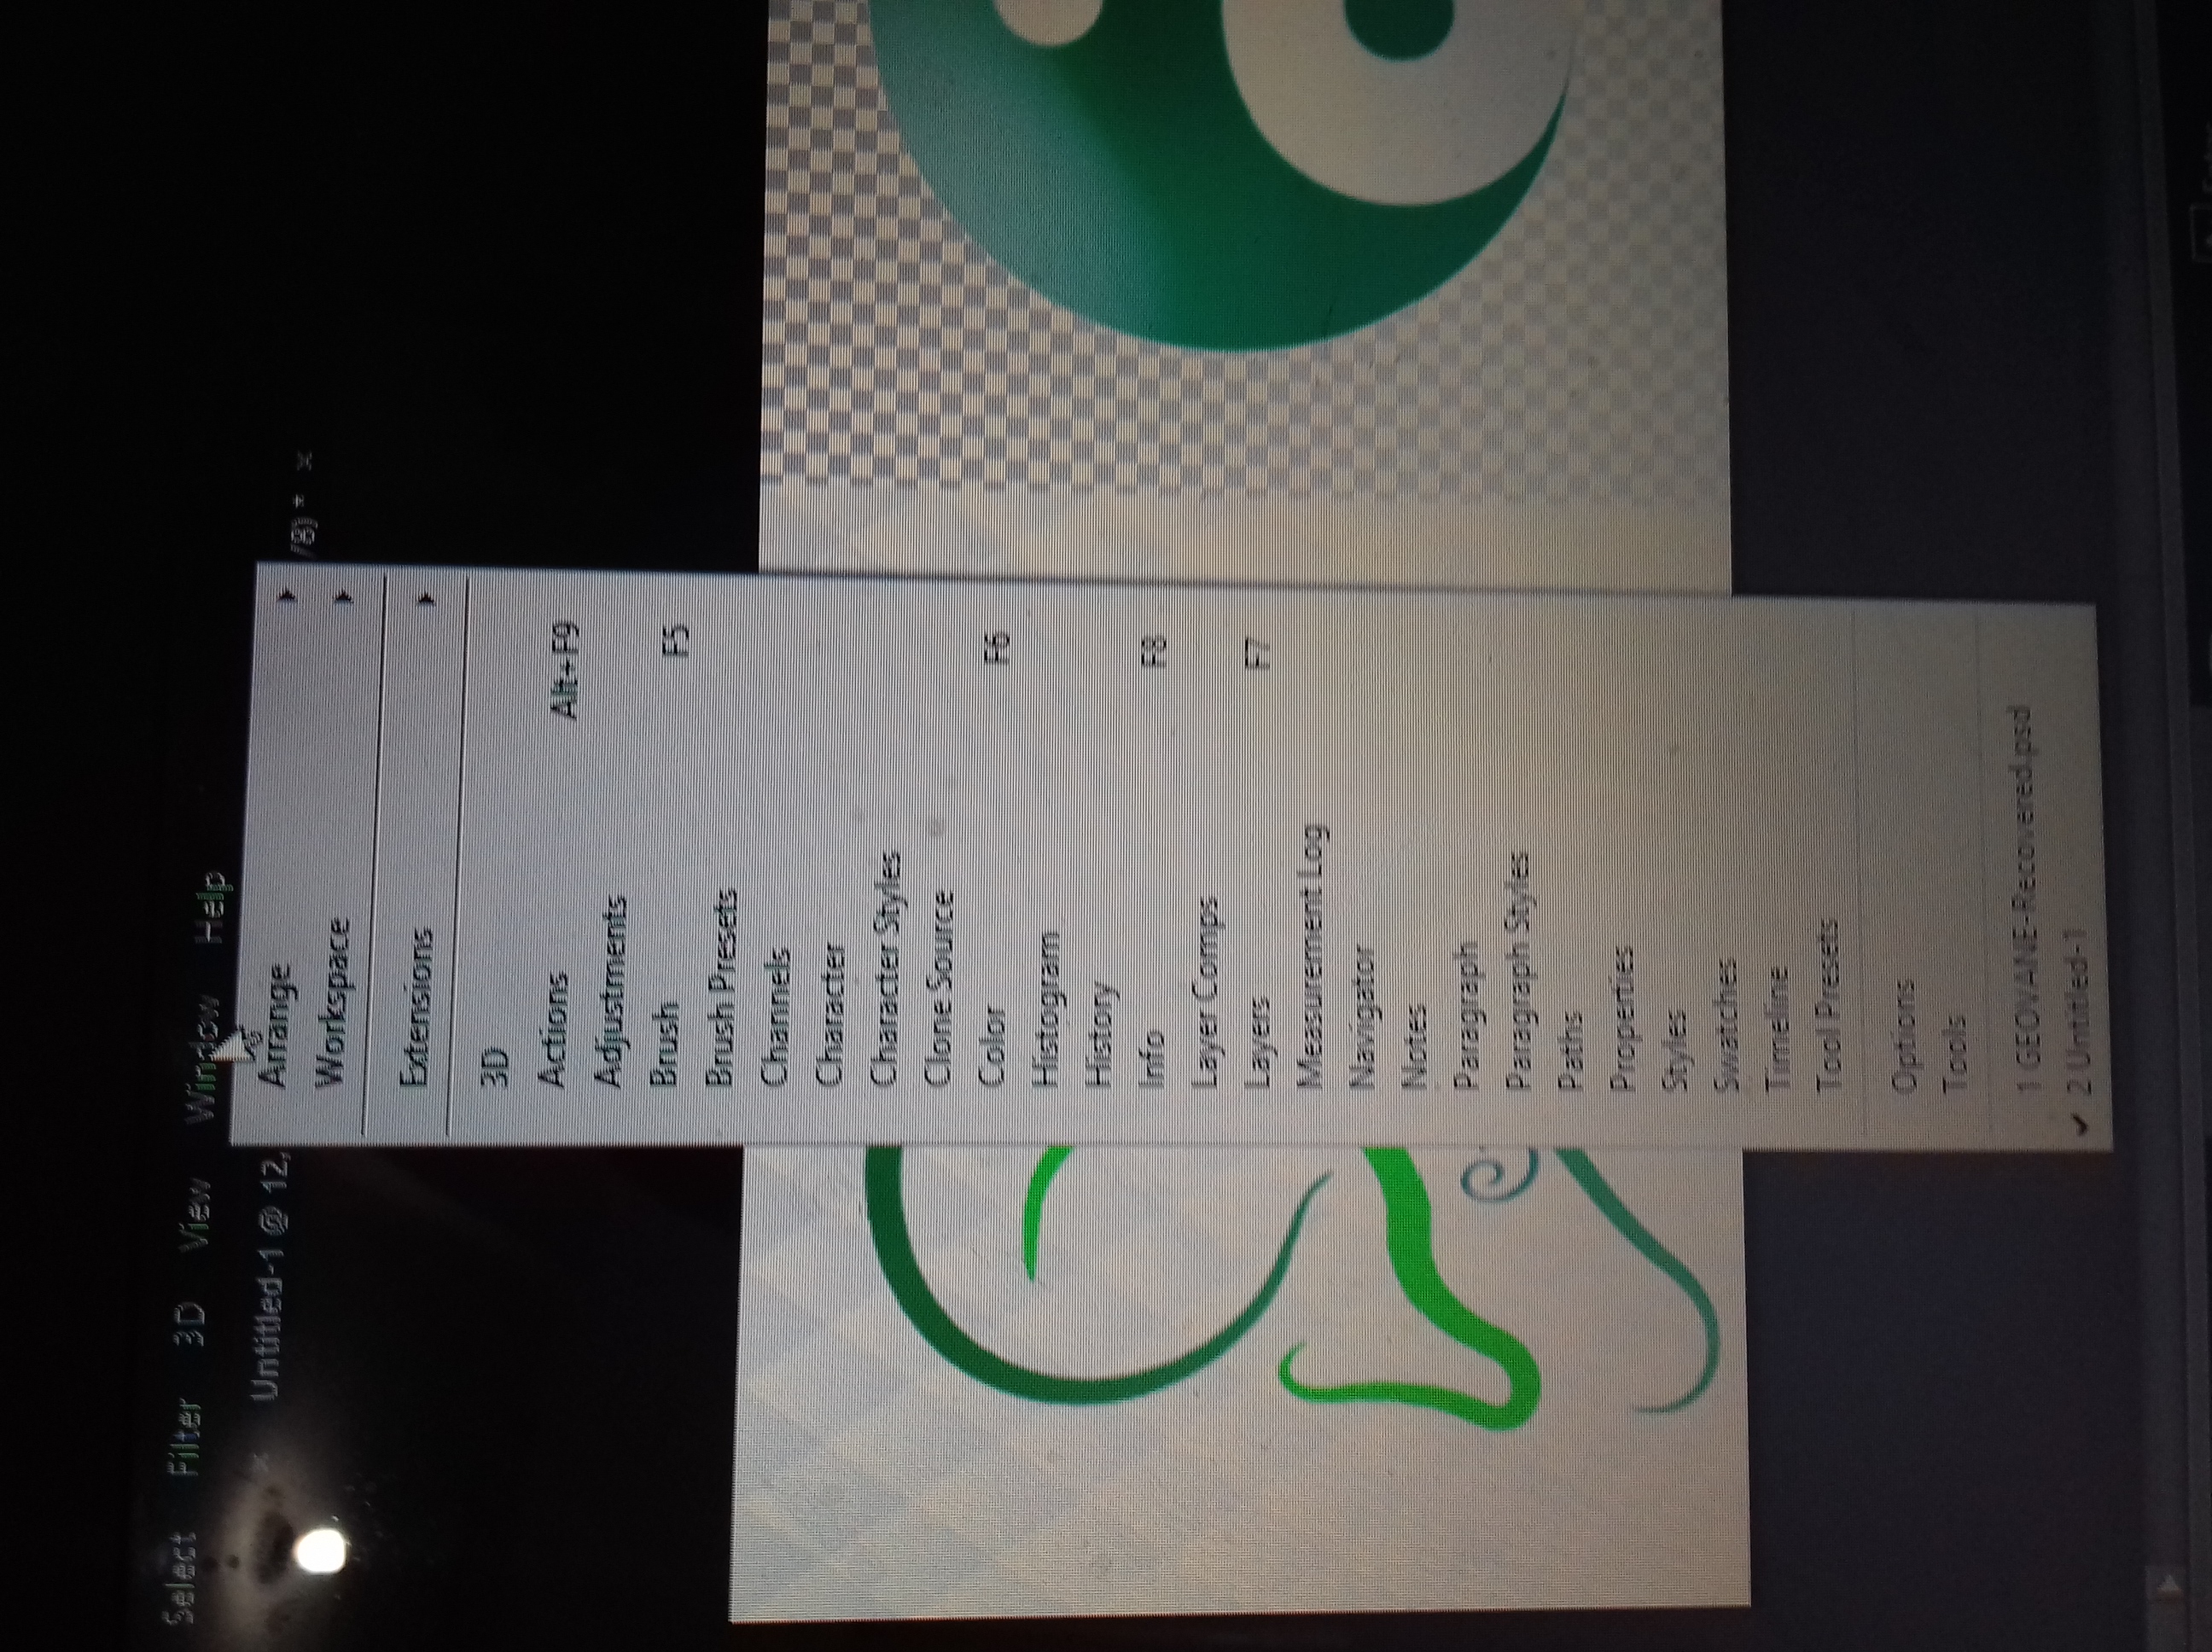 Select Filter 3D View Window Help
Untitled-1 @ 12, /8) * ×
Arrange
Workspace
Extensions
3D
Actions Alt+F9
Adjustments
Brush F5
Brush Presets
Channels
Character
Character Styles
Clone Source
Color F6
Histogram
History
Info F8
Layer Comps
Layers F7
Measurement Log
Navigator
Notes
Paragraph
Paragraph Styles
Paths
Properties
Styles
Swatches
Timeline
Tool Presets
Options
Tools
1 GEOVANE-Recovered.psd
2 Untitled-1